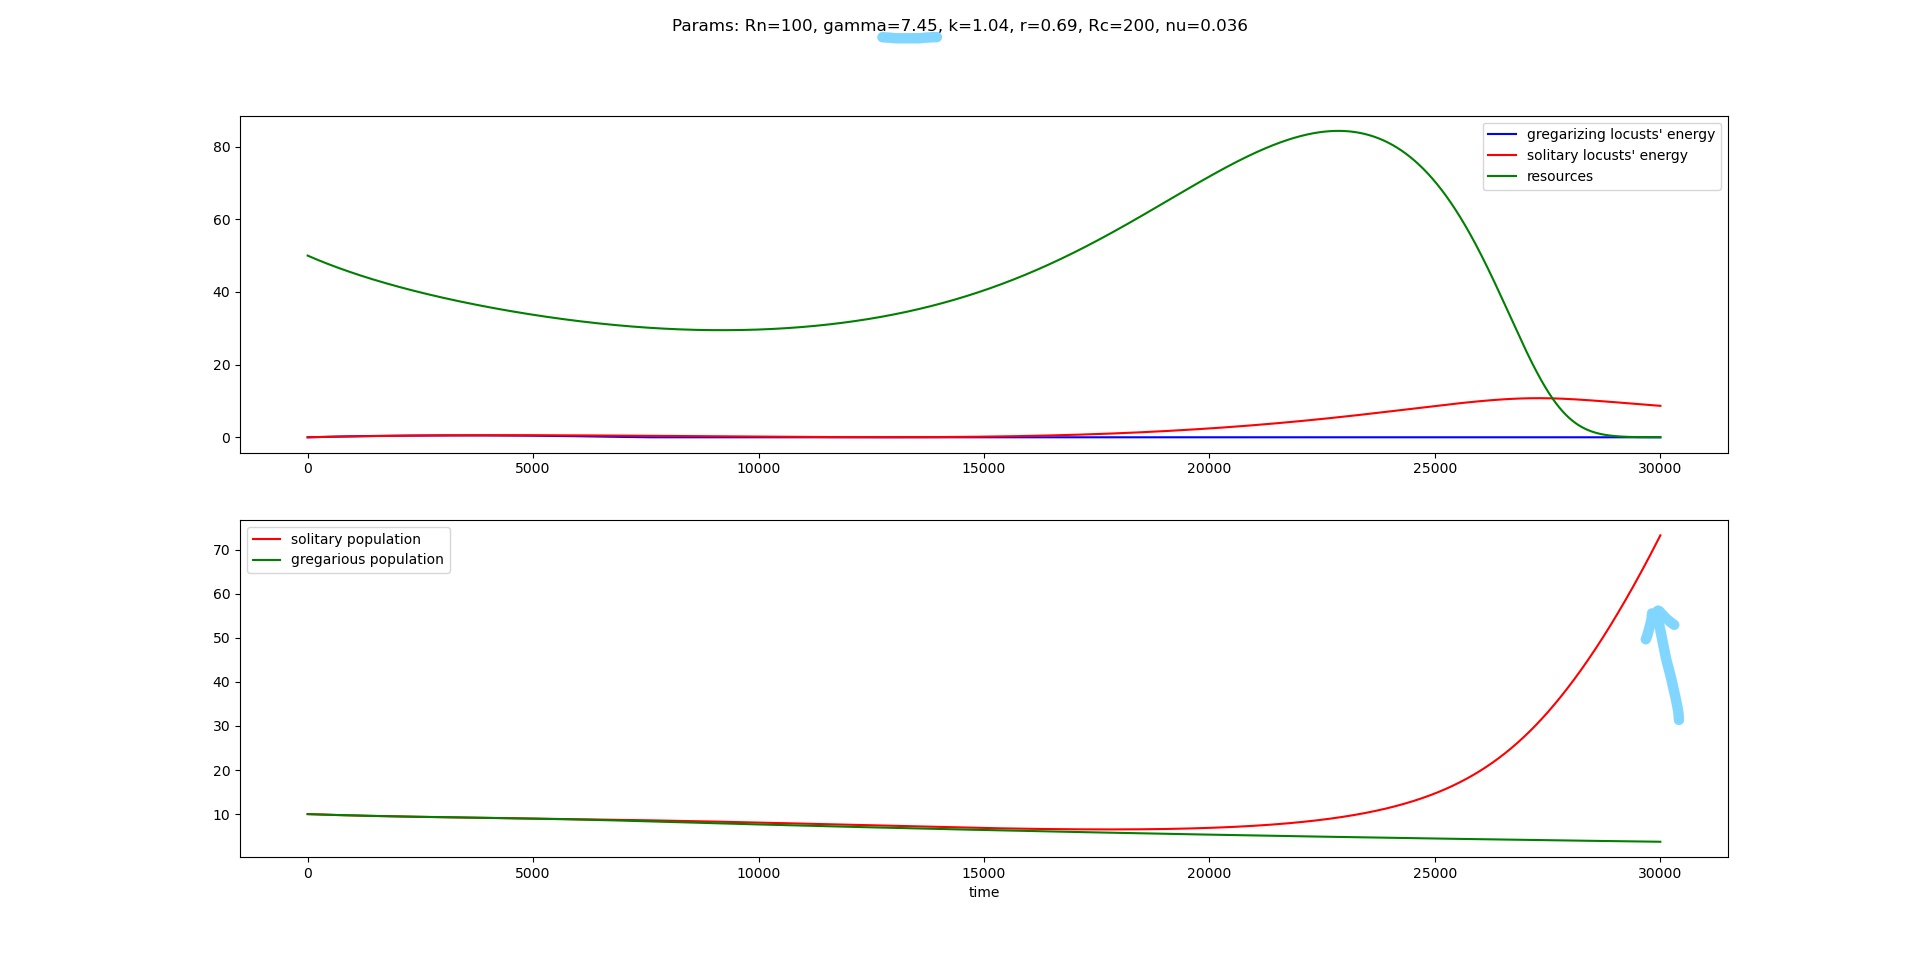 Params: Rn=100, gamma=7.45, k=1.04, r=0.69, Rc=200, nu=0.036
80
60
40
20
0
gregarizing locusts' energy
solitary locusts' energy
resources
0 5000 10000 15000 20000 25000 30000
70
60
50
40
30
20
10
solitary population
gregarious population
0 5000 10000 15000 20000 25000 30000
time